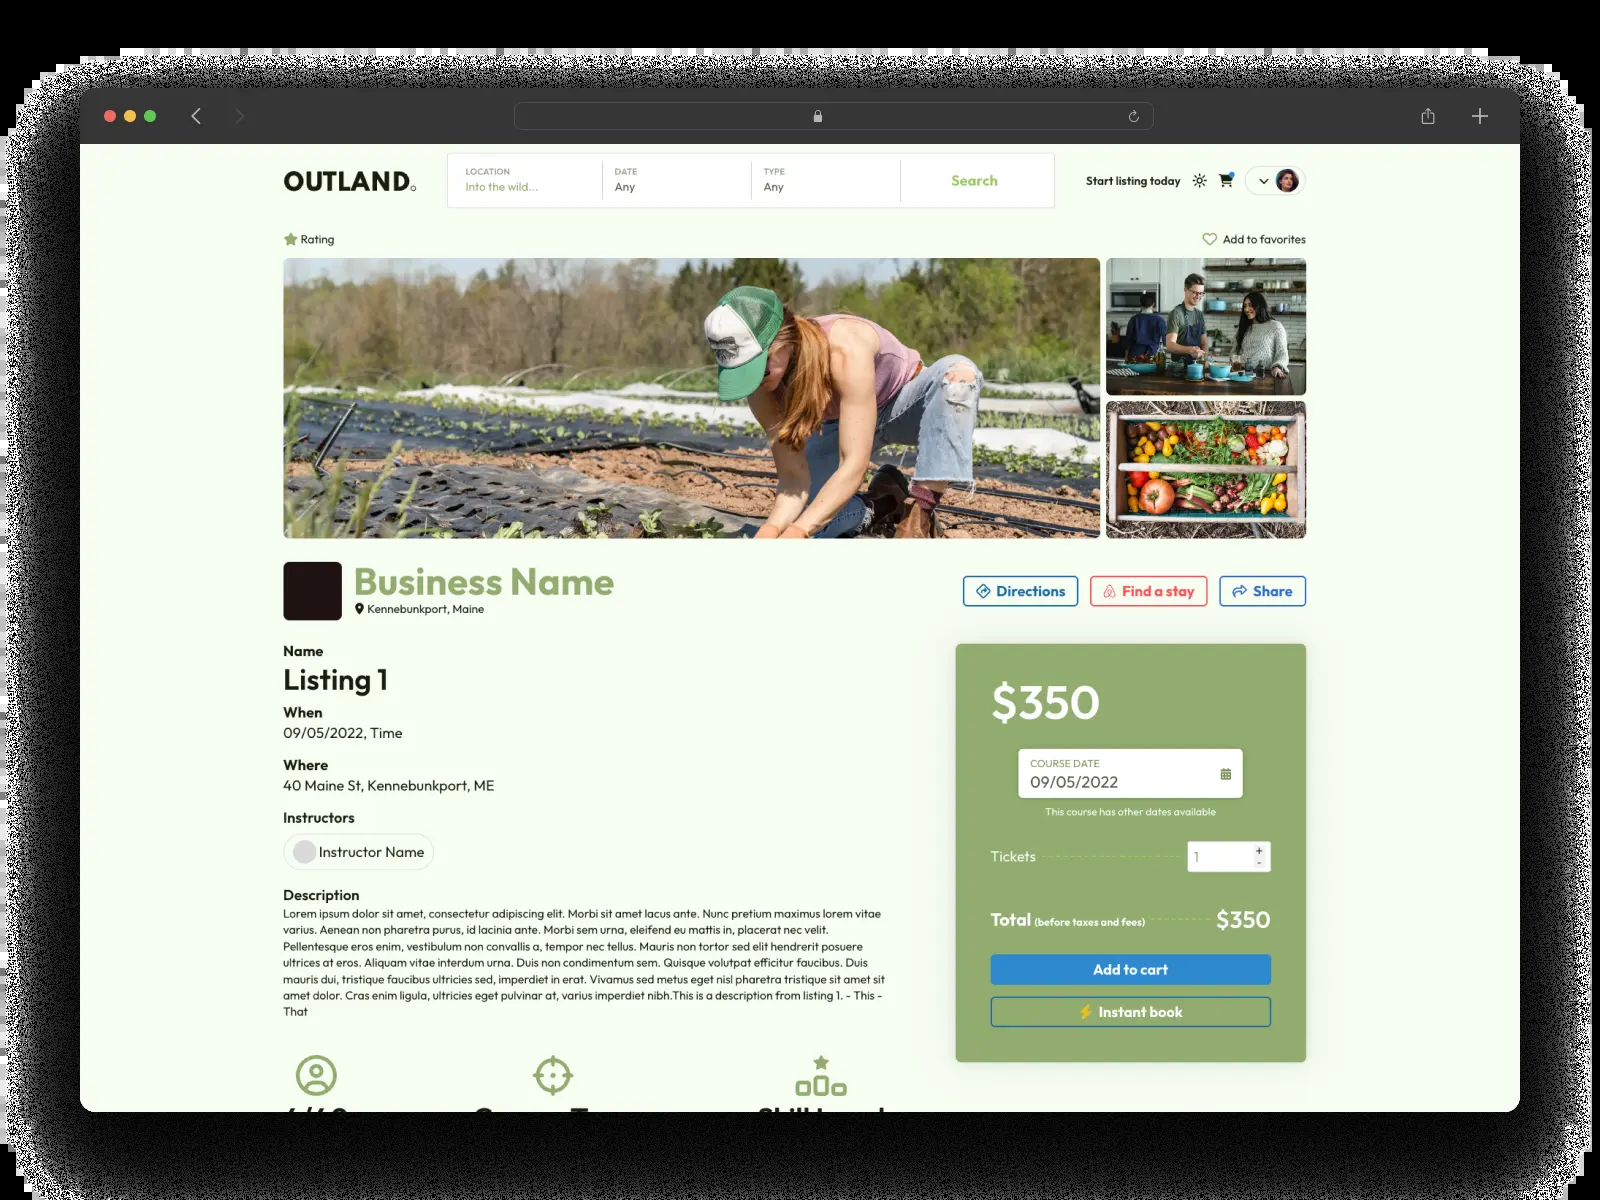 OUTLAND
LOCATION
Into the wild...
DATE
Any
TYPE
Any
Search
Start listing today
Rating
Add to favorites
Business Name
Kennebunkport, Maine
Directions
Find a stay
Share
Name
Listing 1
When
09/05/2022, Time
Where
40 Maine St, Kennebunkport, ME
Instructors
Instructor Name
Description
Lorem ipsum dolor sit amet, consectetur adipiscing elit. Morbi sit amet lacus ante. Nunc pretium maximus lorem vitae
varius. Aenean non pharetra purus, id lacinia ante. Morbi sem urna, eleifend eu mattis in, placerat nec velit.
Pellentesque eros enim, vestibulum non convallis a, tempor nec tellus. Mauris non tortor sed elit hendrerit posuere
ultrices at eros. Aliquam vitae interdum urna. Duis non condimentum sem. Quisque volutpat efficitur faucibus. Duis
mauris dui, tristique faucibus ultricies sed, imperdiet in erat. Vivamus sed metus eget nisl pharetra tristique sit amet sit
amet dolor. Cras enim ligula, ultricies eget pulvinar at, varius imperdiet nibh.This is a description from listing 1. - This -
That
$350
COURSE DATE
09/05/2022
This course has other dates available
Tickets
1
+
-
Total (before taxes and fees)
$350
Add to cart
Instant book